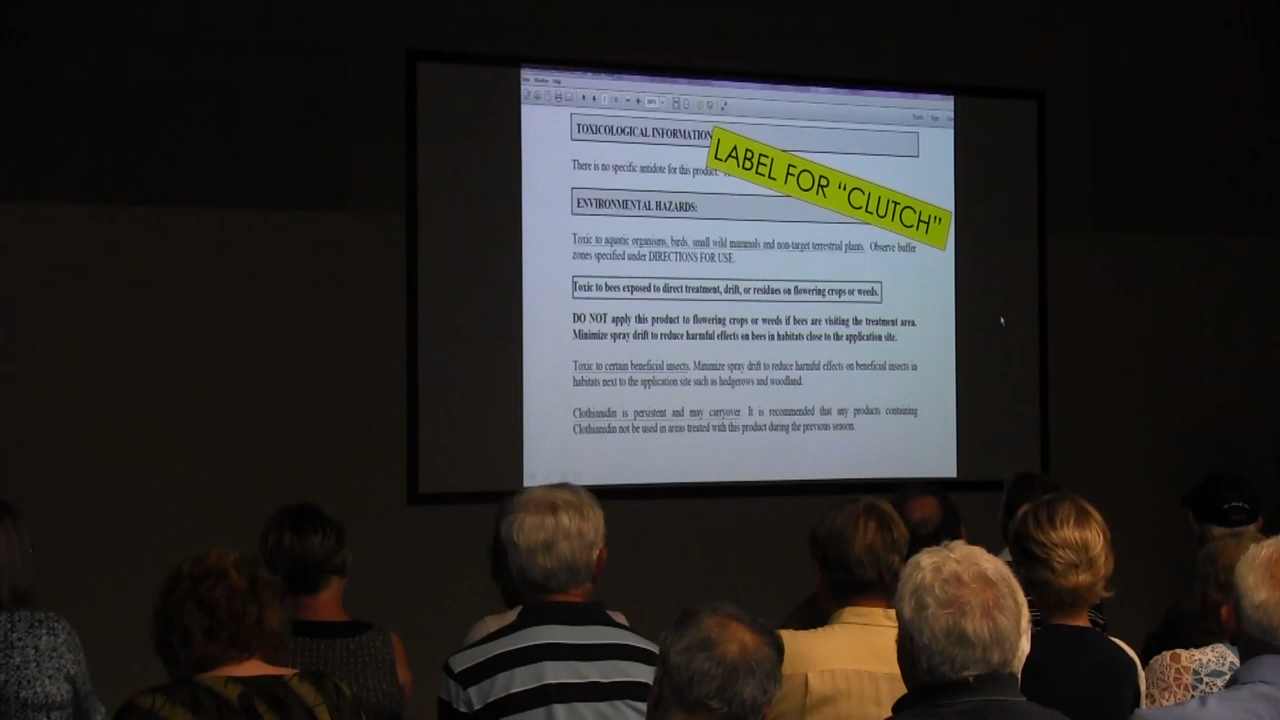 TOXICOLOGICAL INFORMATION
LABEL FOR “CLUTCH”
There is no specific antidote for this product.
ENVIRONMENTAL HAZARDS:
Toxic to aquatic organisms, birds, small wild mammals and non-target terrestrial plants. Observe buffer
zones specified under DIRECTIONS FOR USE.
Toxic to bees exposed to direct treatment, drift, or residues on flowering crops or weeds.
DO NOT apply this product to flowering crops or weeds if bees are visiting the treatment area.
Minimize spray drift to reduce harmful effects on bees in habitats close to the application site.
Toxic to certain beneficial insects. Minimize spray drift to reduce harmful effects on beneficial insects in
habitats next to the application site such as hedgerows and woodland.
Clothianidin is persistent and may carryover. It is recommended that any products containing
Clothianidin not be used in areas treated with this product during the previous season.